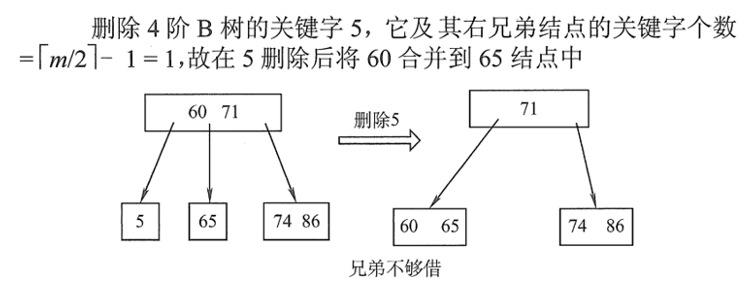 删除 4 阶 B 树的关键字 5，它及其右兄弟结点的关键字个数
=⌈m/2⌉- 1 = 1,故在 5 删除后将 60 合并到 65 结点中
60 71
删除5
71
5
65
74 86
60 65
74 86
兄弟不够借